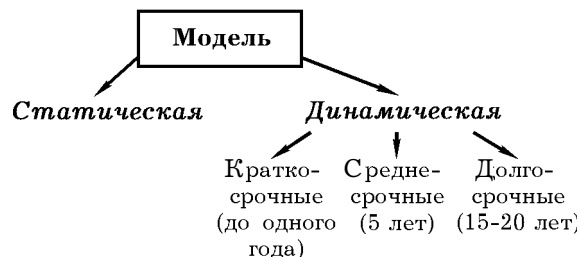 Модель
Статическая
Динамическая
Кратко-
срочные
(до одного
года)
Средне-
срочные
(5 лет)
Долго-
срочные
(15-20 лет)